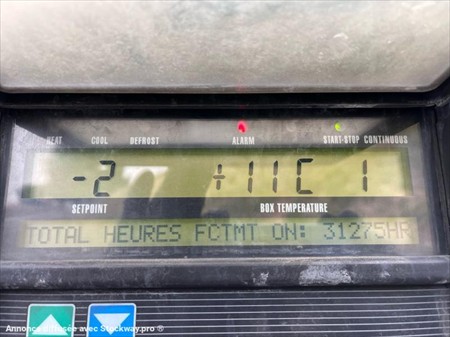 HEAT COOL DEFROST ALARM START-STOP CONTINUOUS
-2 +11C 1
SETPOINT BOX TEMPERATURE
TOTAL HEURES FCTMT ON: 31275HR
Annonce diffusée avec Stockway.pro ®